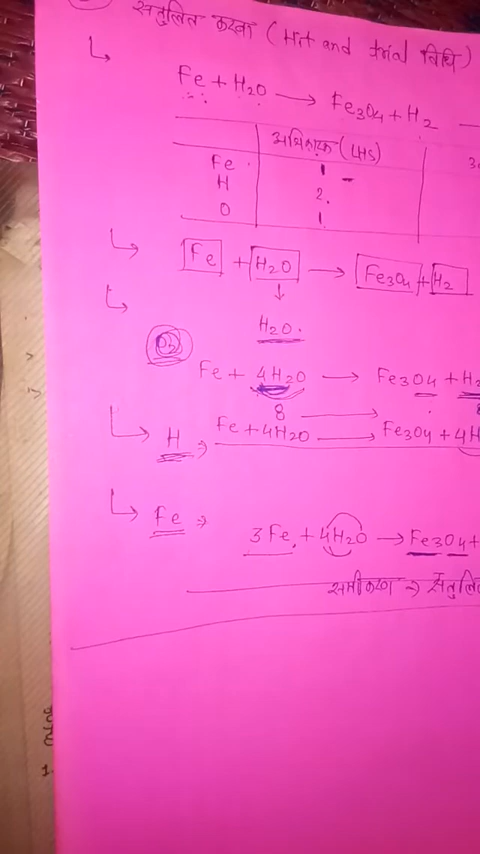 संतुलित करना (Hit and trial विधि)
Fe + H₂O → Fe₃O₄ + H₂
अभिकारक (LHS)
Fe 1
H 2
O 1
Fe + H₂O → Fe₃O₄ + H₂
H₂O.
Fe + 4H₂O → Fe₃O₄ + H₂
8
H ⇒ Fe + 4H₂O → Fe₃O₄ + 4H
Fe ⇒ 3Fe + 4H₂O → Fe₃O₄ +
समीकरण ⇒ संतुलि